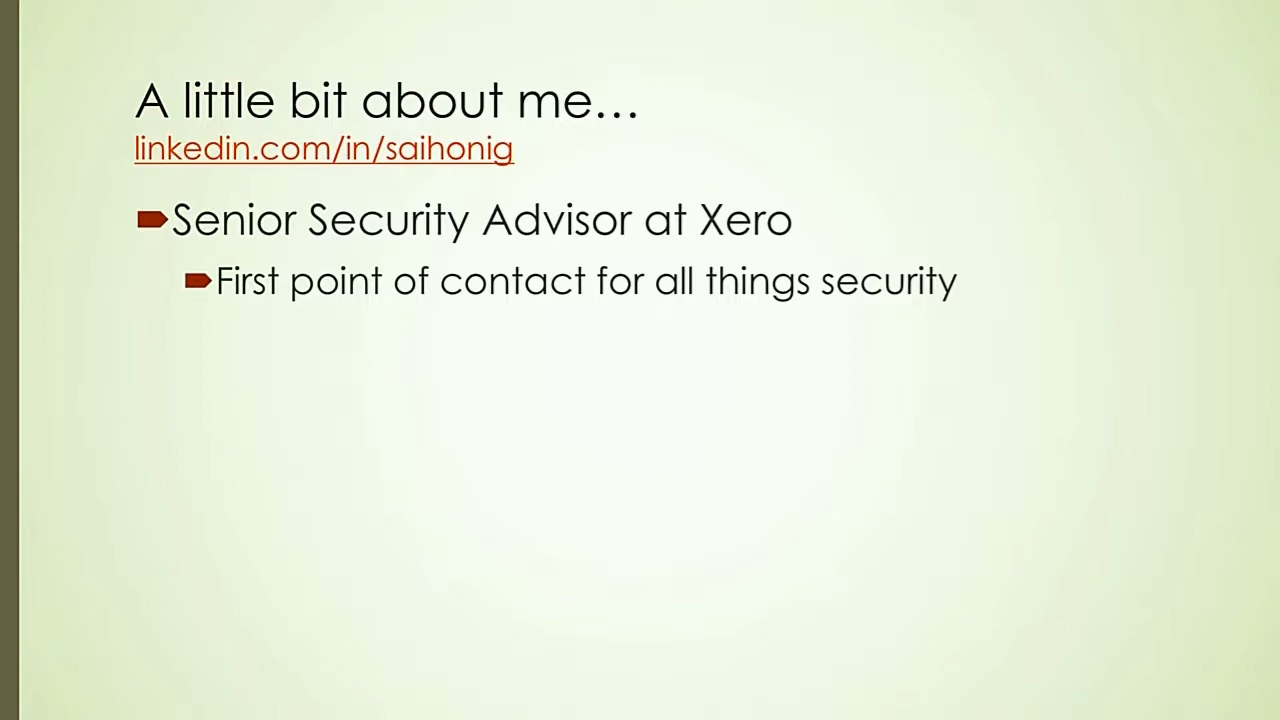 A little bit about me…
linkedin.com/in/saihonig
Senior Security Advisor at Xero
First point of contact for all things security